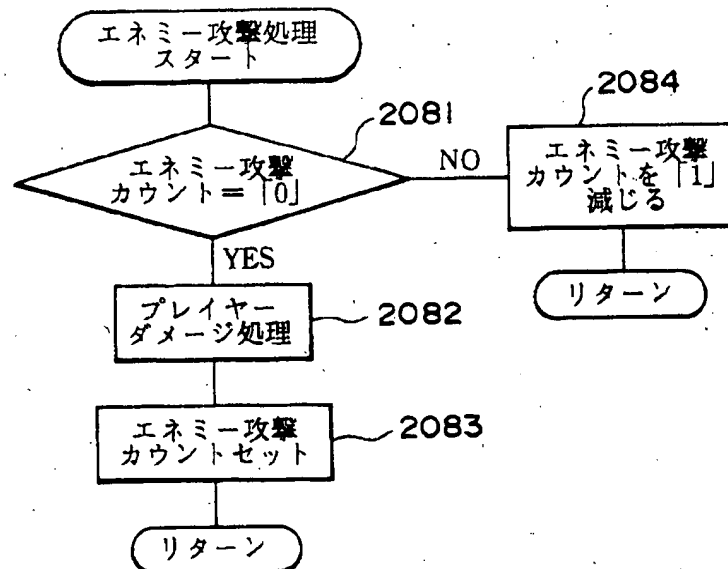 エネミー攻撃処理
スタート
2081
エネミー攻撃
カウント＝「0」
NO
2084
エネミー攻撃
カウントを「1」
減じる
リターン
YES
プレイヤー
ダメージ処理
2082
エネミー攻撃
カウントセット
2083
リターン